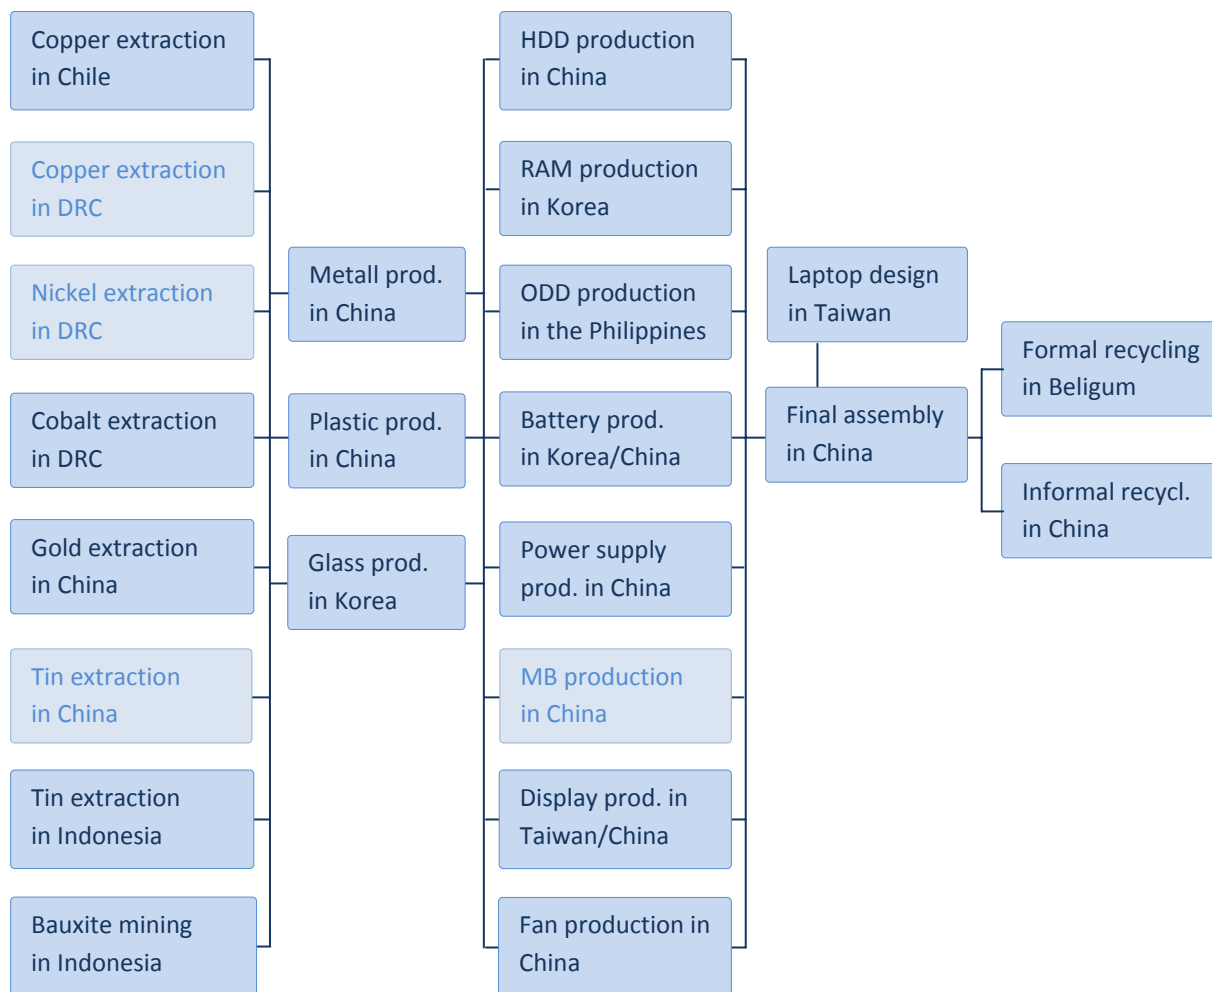 Copper extraction
in Chile
Copper extraction
in DRC
Nickel extraction
in DRC
Cobalt extraction
in DRC
Gold extraction
in China
Tin extraction
in China
Tin extraction
in Indonesia
Bauxite mining
in Indonesia
Metall prod.
in China
Plastic prod.
in China
Glass prod.
in Korea
HDD production
in China
RAM production
in Korea
ODD production
in the Philippines
Battery prod.
in Korea/China
Power supply
prod. in China
MB production
in China
Display prod. in
Taiwan/China
Fan production in
China
Laptop design
in Taiwan
Final assembly
in China
Formal recycling
in Beligum
Informal recycl.
in China